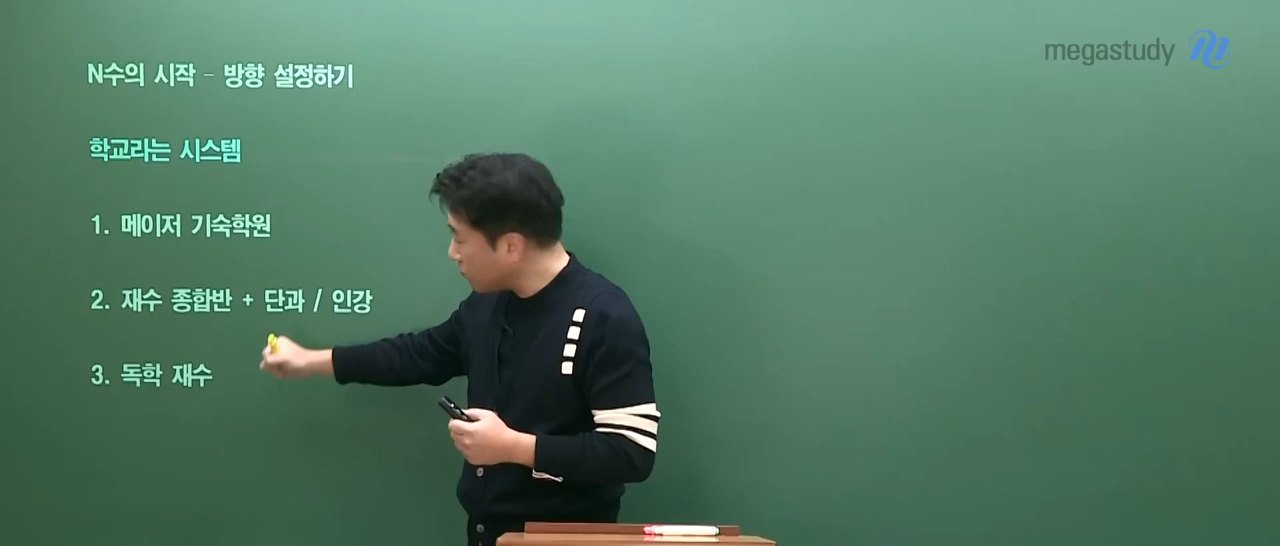 megastudy
N수의 시작 - 방향 설정하기
학교라는 시스템
1. 메이저 기숙학원
2. 재수 종합반 + 단과 / 인강
3. 독학 재수